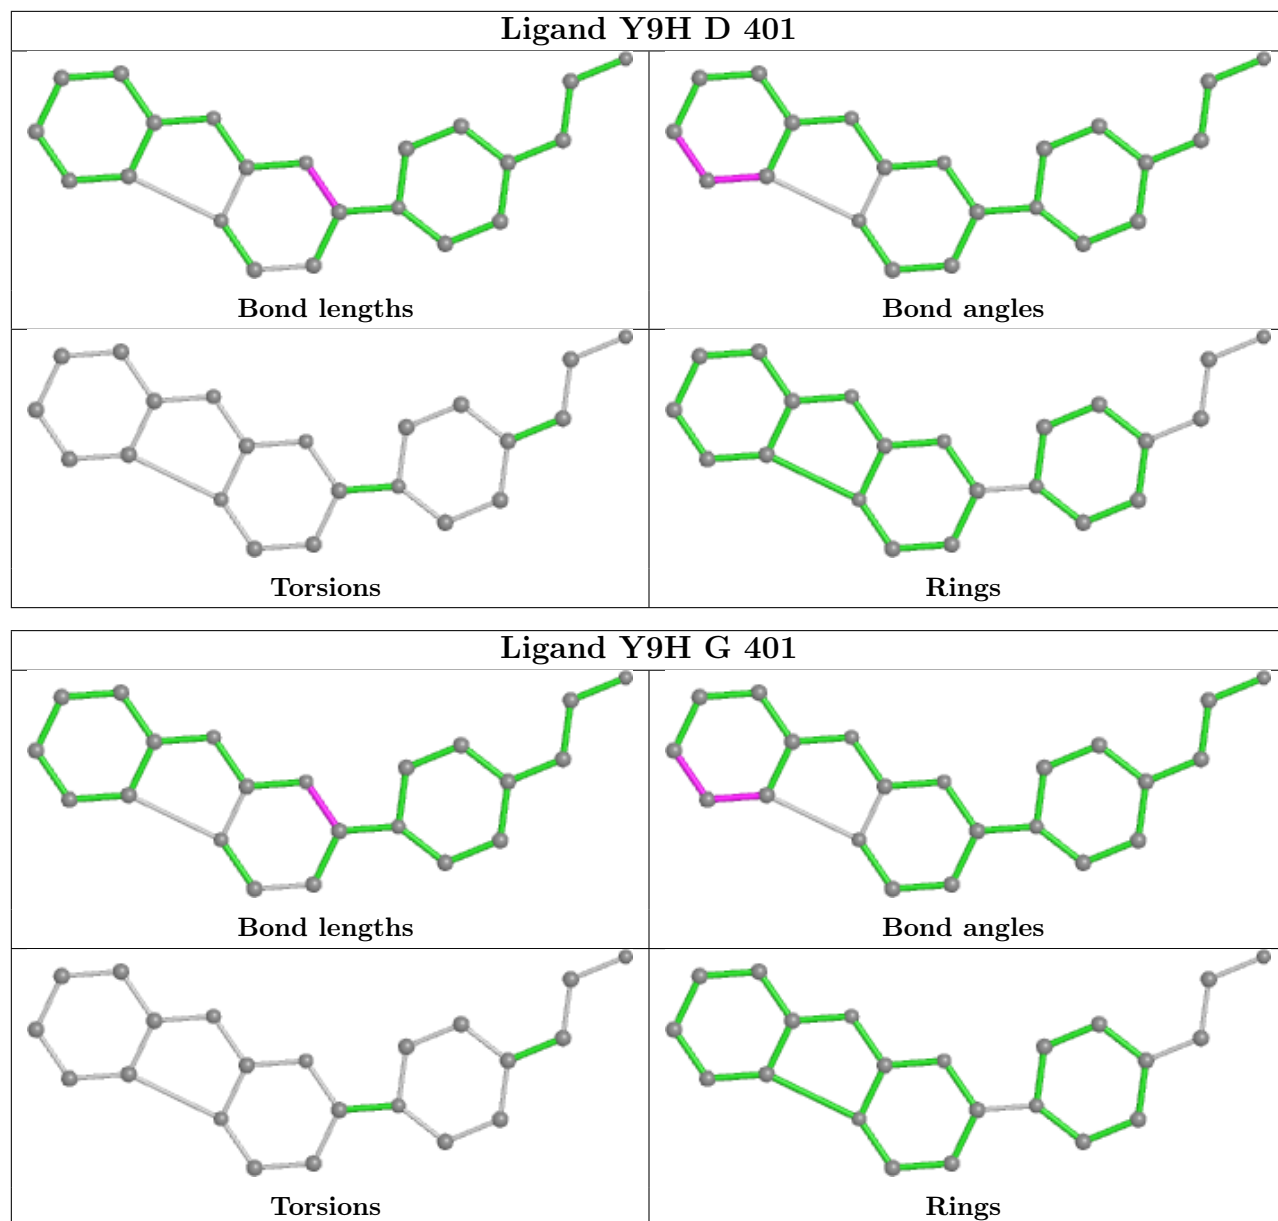 Ligand Y9H D 401
Bond lengths
Bond angles
Torsions
Rings
Ligand Y9H G 401
Bond lengths
Bond angles
Torsions
Rings